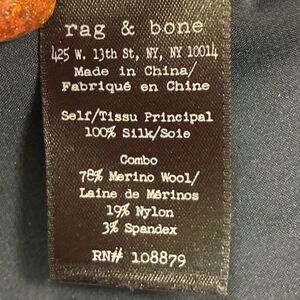 rag & bone
425 W. 13th St, NY, NY 10014
Made in China/
Fabriqué en Chine
Self/Tissu Principal
100% Silk/Soie
Combo
78% Merino Wool/
Laine de Mérinos
19% Nylon
3% Spandex
RN# 108879